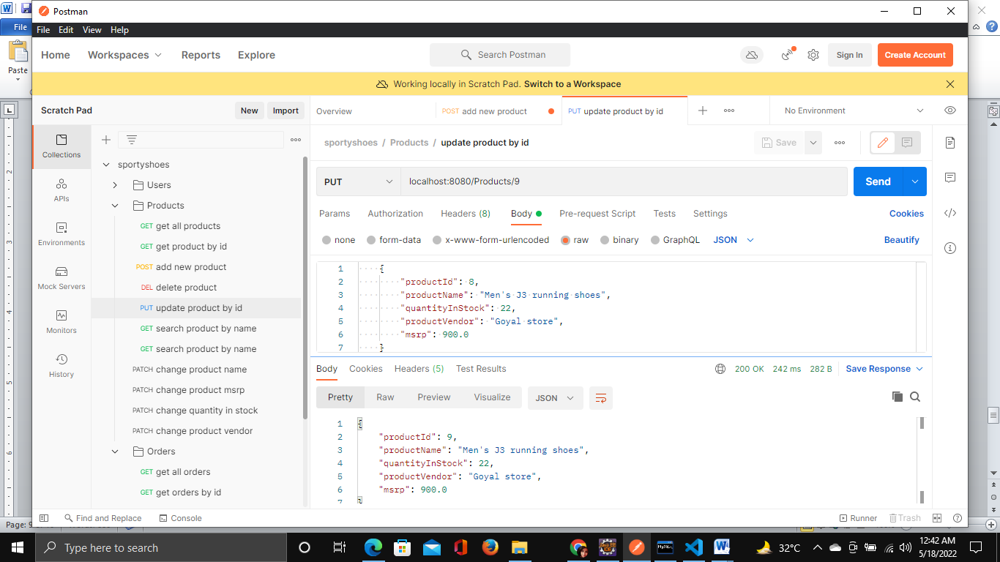 Postman
File Edit View Help
File
Paste
Home Workspaces Reports Explore
Search Postman
Sign In
Create Account
Working locally in Scratch Pad. Switch to a Workspace
Scratch Pad
New Import
Overview
POST add new product
PUT update product by id
No Environment
Collections
APIs
Environments
Mock Servers
Monitors
History
sportyshoes
Users
Products
GET get all products
GET get product by id
POST add new product
DEL delete product
PUT update product by id
GET search product by name
GET search product by name
PATCH change product name
PATCH change product msrp
PATCH change quantity in stock
PATCH change product vendor
Orders
GET get all orders
GET get orders by id
sportyshoes / Products / update product by id
Save
PUT
localhost:8080/Products/9
Send
Params Authorization Headers (8) Body Pre-request Script Tests Settings Cookies
none form-data x-www-form-urlencoded raw binary GraphQL JSON Beautify
1 {
2 "productId": 8,
3 "productName": "Men's J3 running shoes",
4 "quantityInStock": 22,
5 "productVendor": "Goyal store",
6 "msrp": 900.0
7 }
Body Cookies Headers (5) Test Results 200 OK 242 ms 282 B Save Response
Pretty Raw Preview Visualize JSON
1 {
2 "productId": 9,
3 "productName": "Men's J3 running shoes",
4 "quantityInStock": 22,
5 "productVendor": "Goyal store",
6 "msrp": 900.0
7 }
Find and Replace Console
Runner Trash
Type here to search
32°C
12:42 AM
5/18/2022